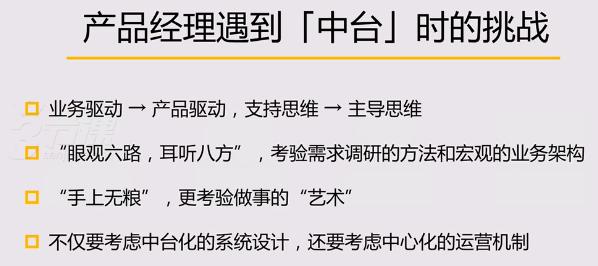 产品经理遇到「中台」时的挑战
业务驱动 → 产品驱动，支持思维 → 主导思维
“眼观六路，耳听八方”，考验需求调研的方法和宏观的业务架构
“手上无粮”，更考验做事的“艺术”
不仅要考虑中台化的系统设计，还要考虑中心化的运营机制